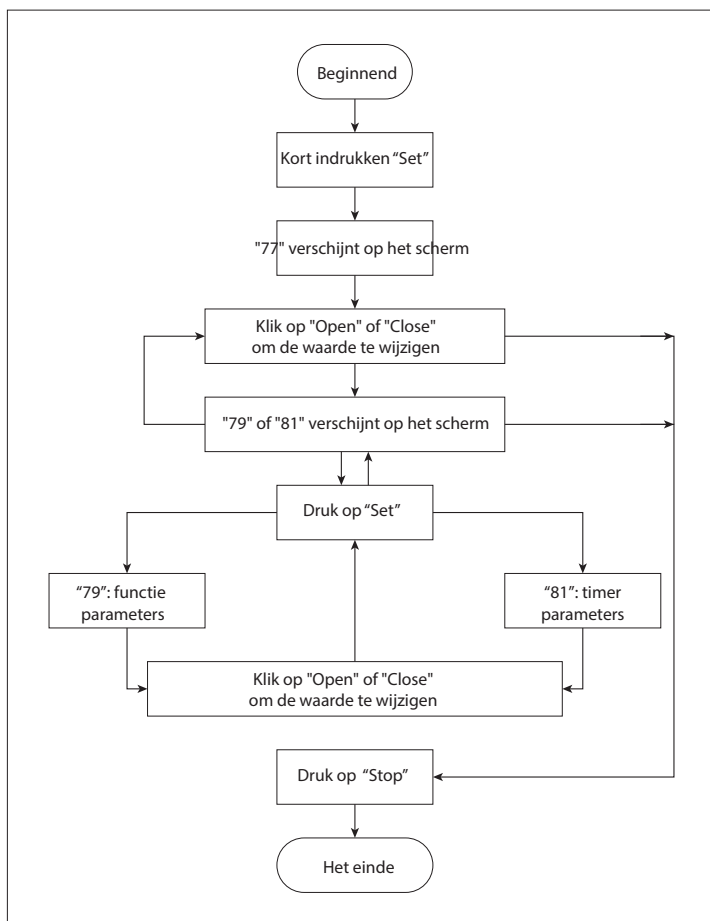 Beginnend
Kort indrukken “Set”
"77" verschijnt op het scherm
Klik op "Open" of "Close"
om de waarde te wijzigen
"79" of "81" verschijnt op het scherm
Druk op “Set”
“79”: functie
parameters
“81”: timer
parameters
Klik op "Open" of "Close"
om de waarde te wijzigen
Druk op “Stop”
Het einde